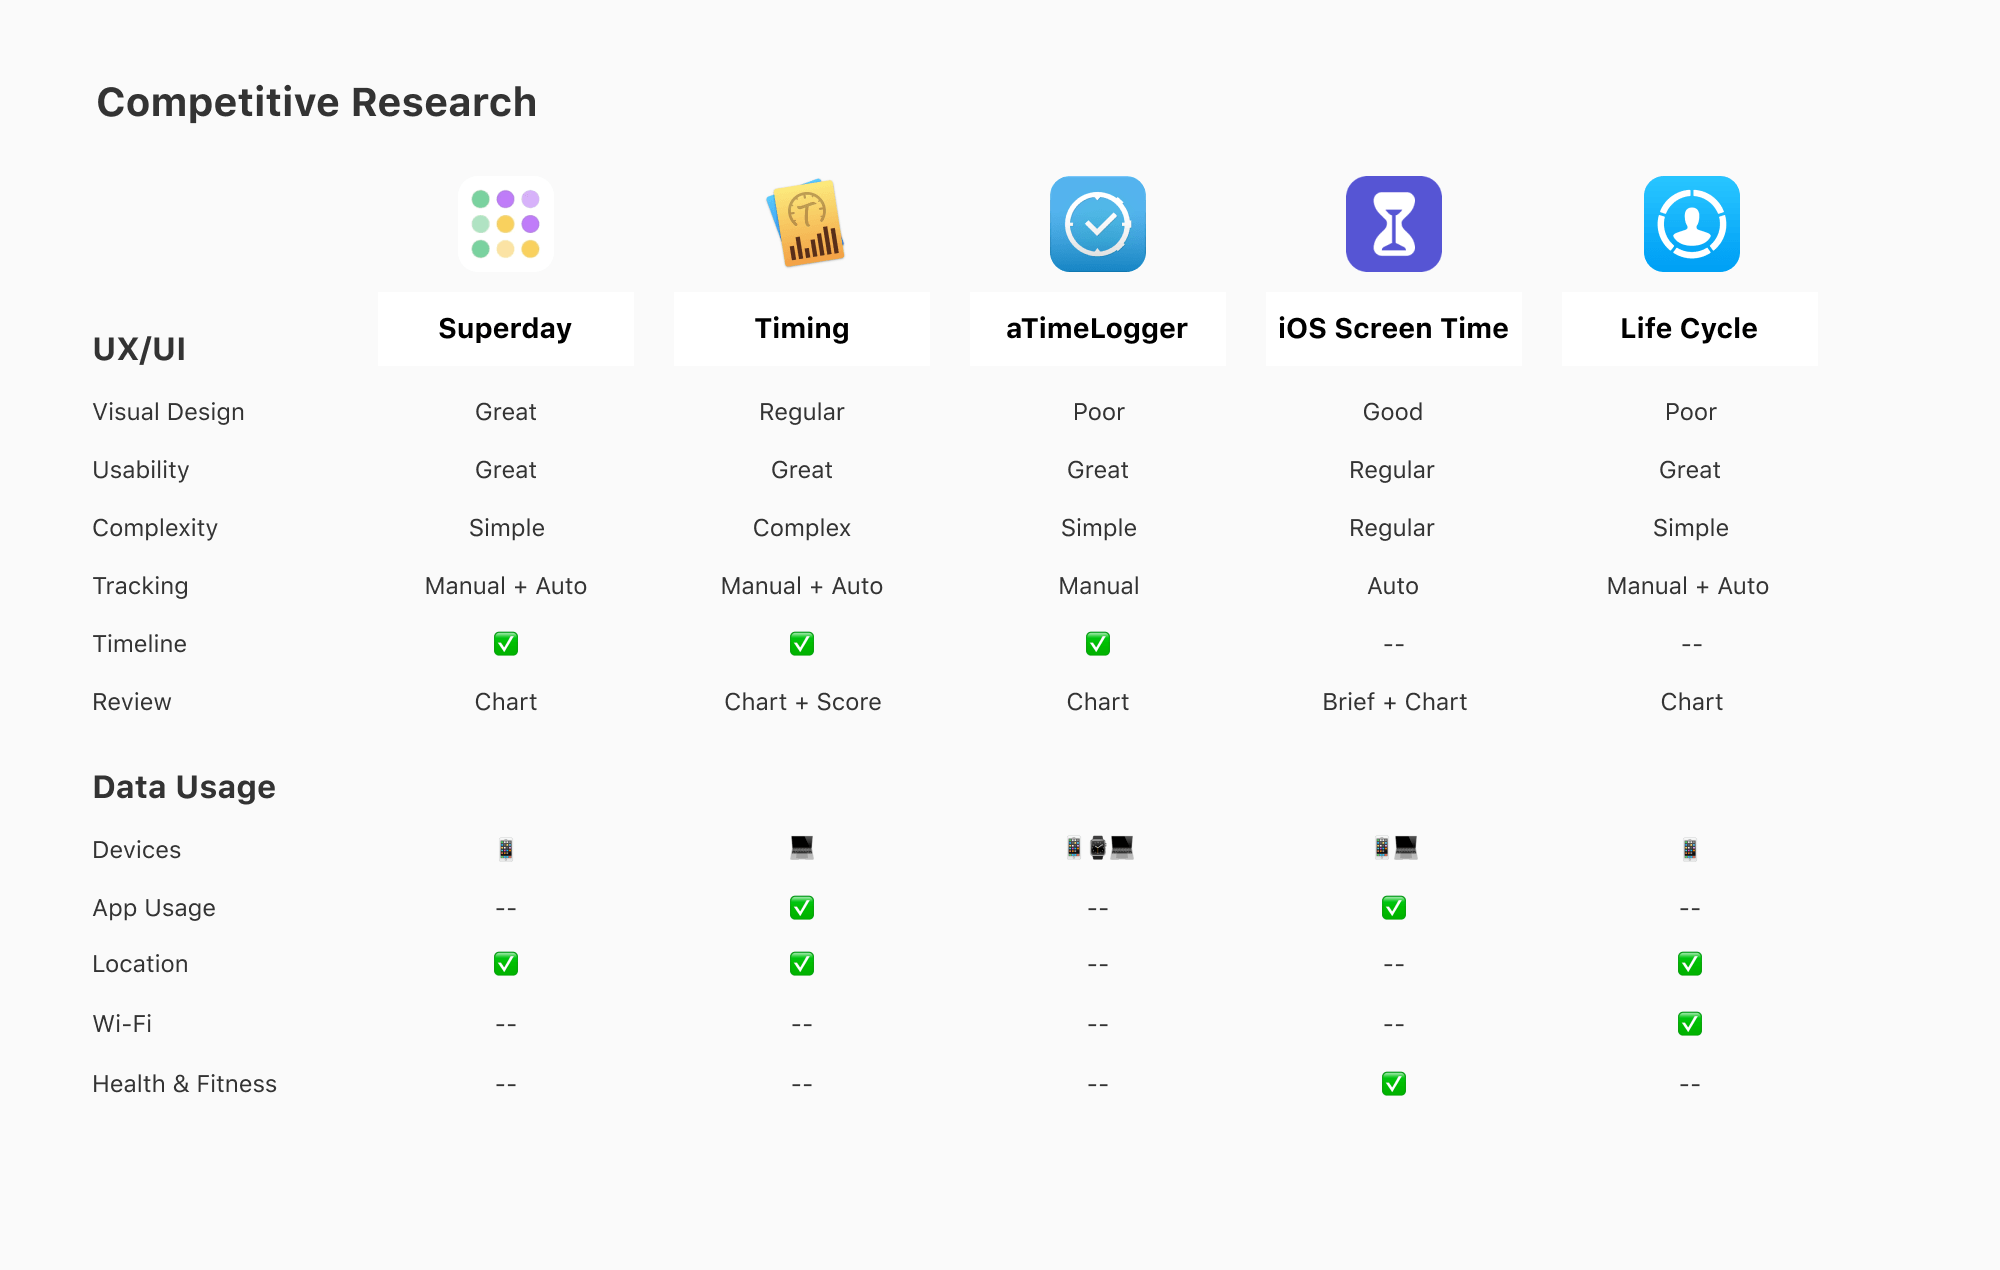 Competitive Research
Superday Timing aTimeLogger iOS Screen Time Life Cycle
UX/UI
Visual Design Great Regular Poor Good Poor
Usability Great Great Great Regular Great
Complexity Simple Complex Simple Regular Simple
Tracking Manual + Auto Manual + Auto Manual Auto Manual + Auto
Timeline ✅ ✅ ✅ -- --
Review Chart Chart + Score Chart Brief + Chart Chart
Data Usage
Devices 📱 💻 📱⌚💻 📱💻 📱
App Usage -- ✅ -- ✅ --
Location ✅ ✅ -- -- ✅
Wi-Fi -- -- -- -- ✅
Health & Fitness -- -- -- ✅ --